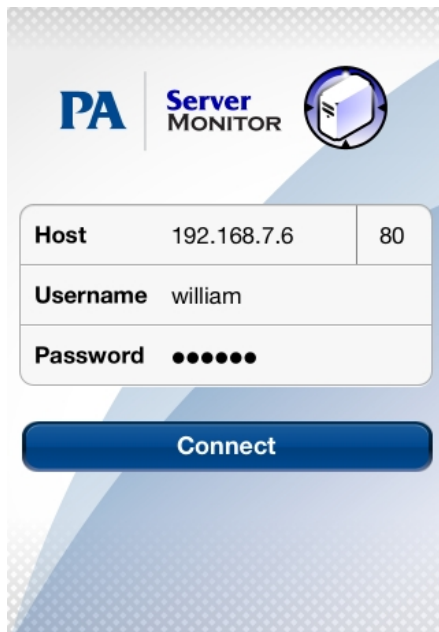 PA
Server
MONITOR
Host 192.168.7.6 80
Username william
Password ●●●●●●
Connect